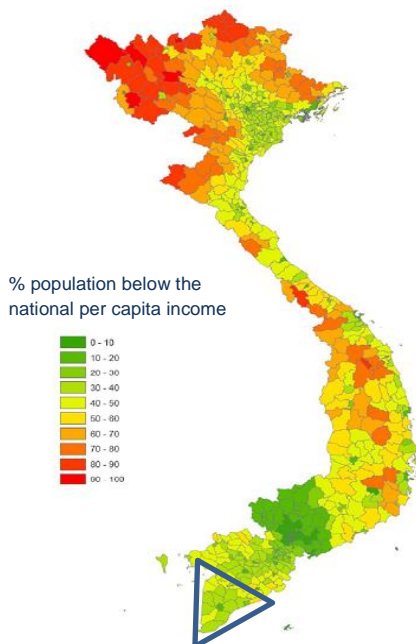 % population below the
national per capita income
0 - 10
10 - 20
20 - 30
30 - 40
40 - 50
50 - 60
60 - 70
70 - 80
80 - 90
90 - 100